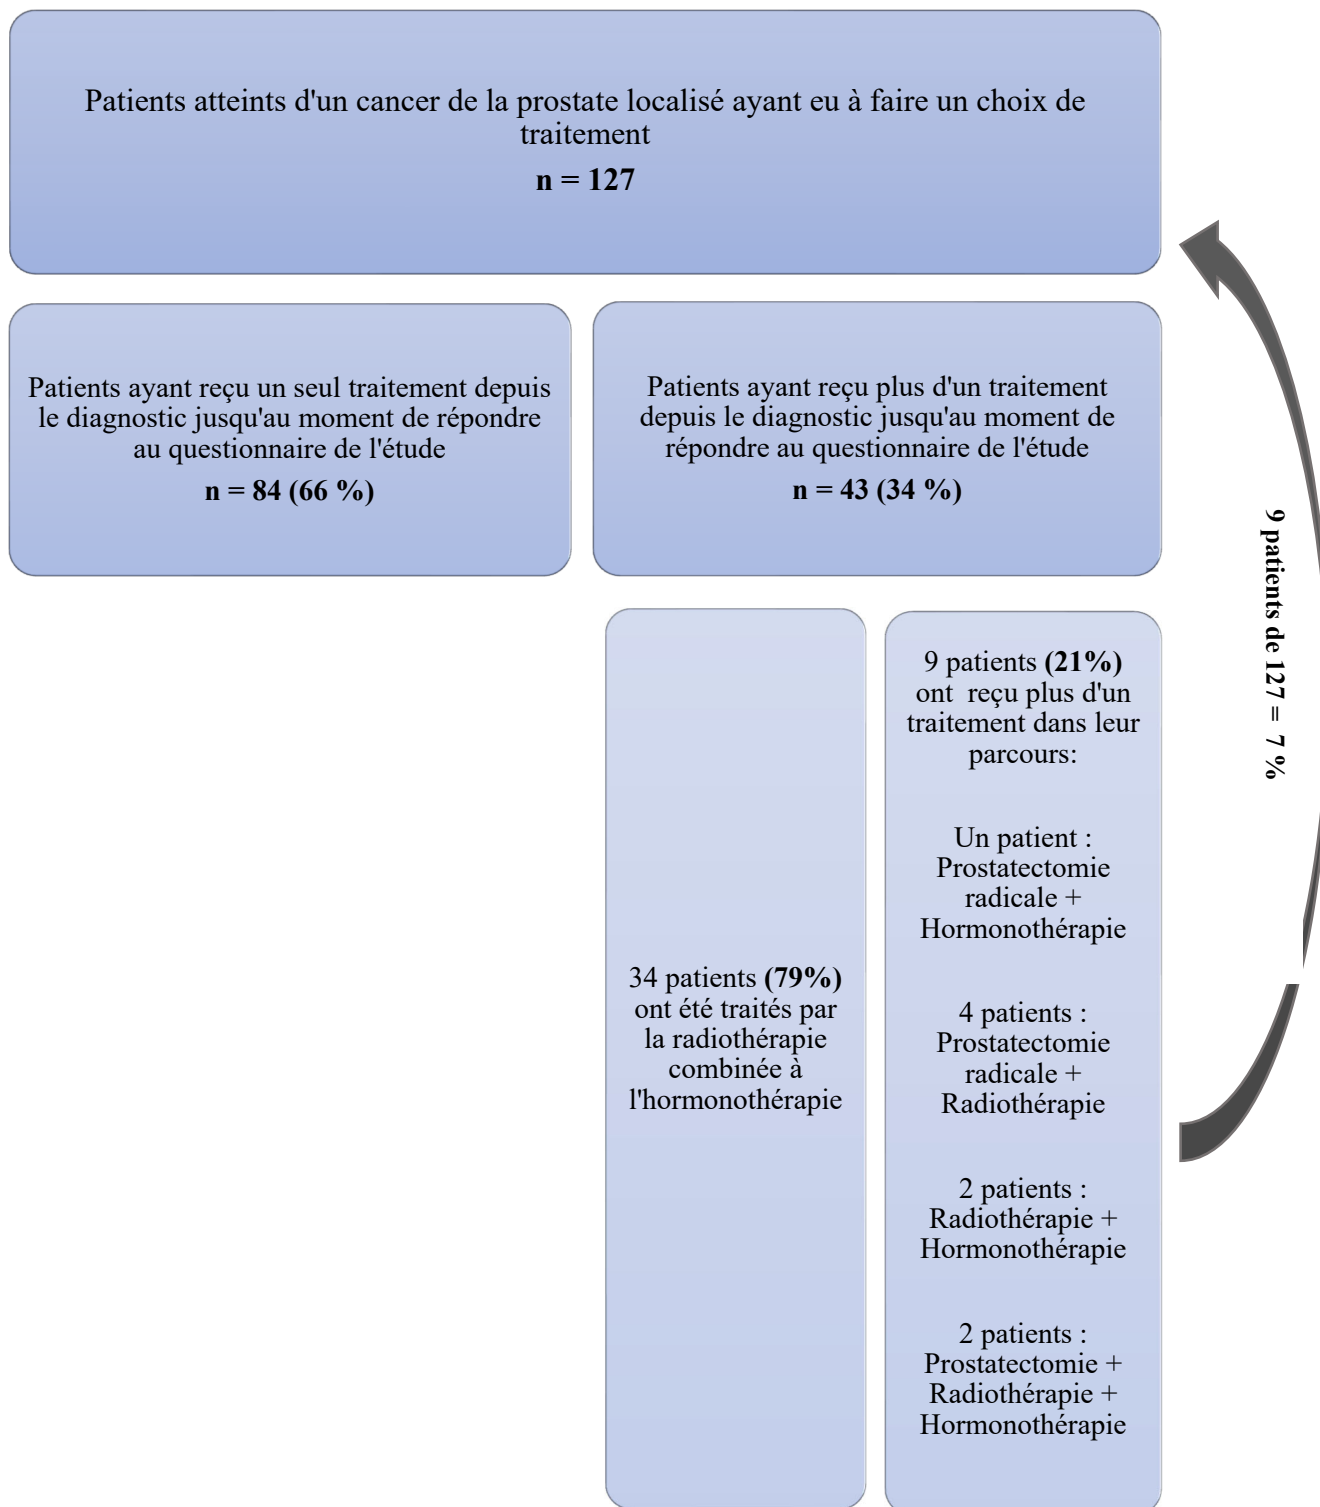 Patients atteints d'un cancer de la prostate localisé ayant eu à faire un choix de
traitement
n = 127
Patients ayant reçu un seul traitement depuis
le diagnostic jusqu'au moment de répondre
au questionnaire de l'étude
n = 84 (66 %)
Patients ayant reçu plus d'un traitement
depuis le diagnostic jusqu'au moment de
répondre au questionnaire de l'étude
n = 43 (34 %)
34 patients (79%)
ont été traités par
la radiothérapie
combinée à
l'hormonothérapie
9 patients (21%)
ont reçu plus d'un
traitement dans leur
parcours:
Un patient :
Prostatectomie
radicale +
Hormonothérapie
4 patients :
Prostatectomie
radicale +
Radiothérapie
2 patients :
Radiothérapie +
Hormonothérapie
2 patients :
Prostatectomie +
Radiothérapie +
Hormonothérapie
9 patients de 127 = 7 %